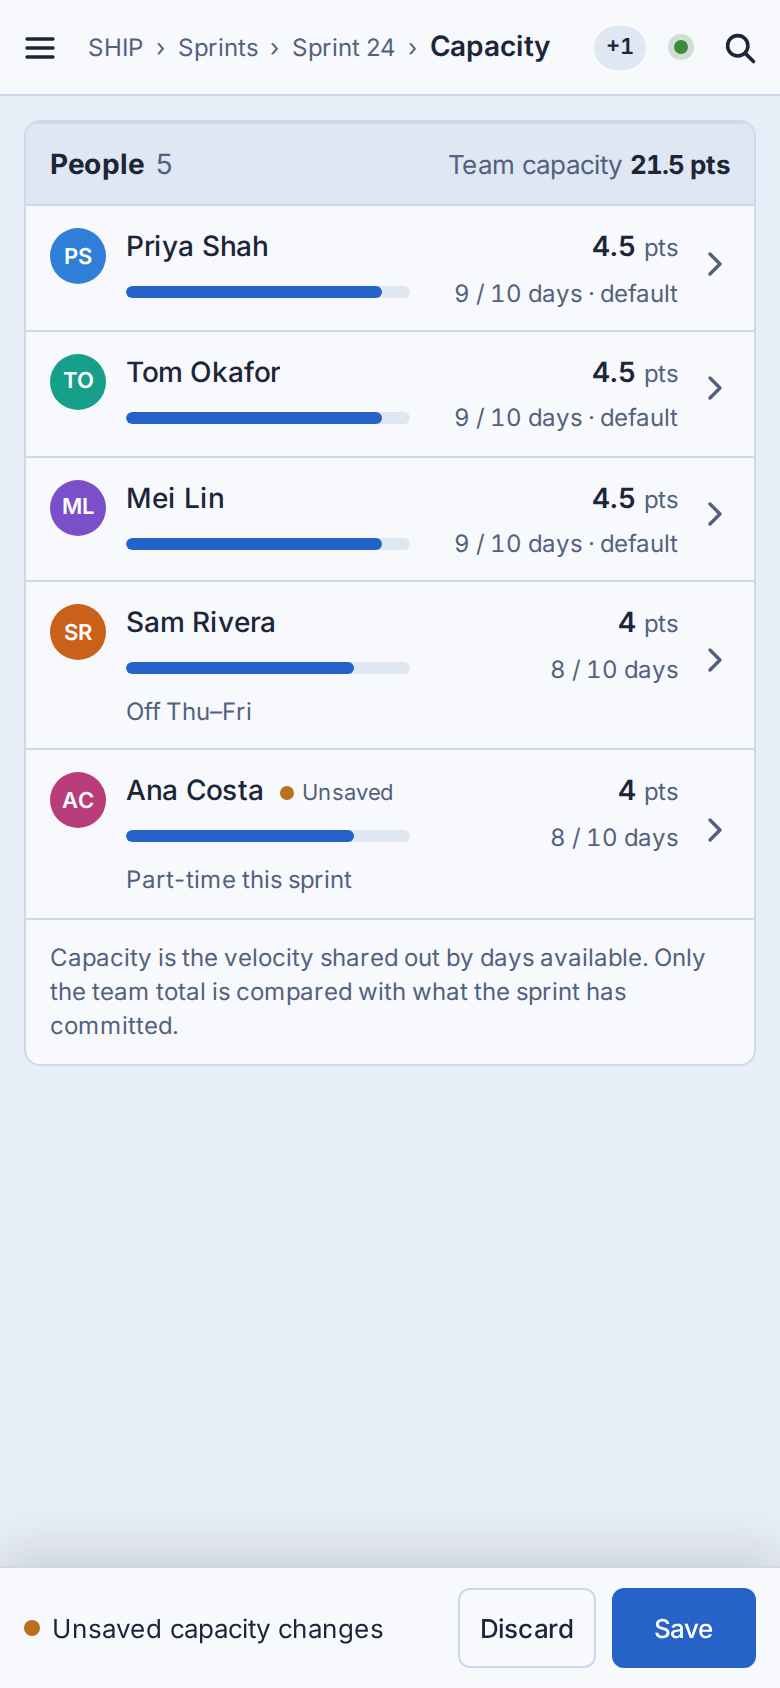 SHIP › Sprints › Sprint 24 › Capacity +1
People 5 Team capacity 21.5 pts
PS Priya Shah 4.5 pts
9 / 10 days · default
TO Tom Okafor 4.5 pts
9 / 10 days · default
ML Mei Lin 4.5 pts
9 / 10 days · default
SR Sam Rivera 4 pts
8 / 10 days
Off Thu–Fri
AC Ana Costa Unsaved 4 pts
8 / 10 days
Part-time this sprint
Capacity is the velocity shared out by days available. Only
the team total is compared with what the sprint has
committed.
Unsaved capacity changes Discard Save